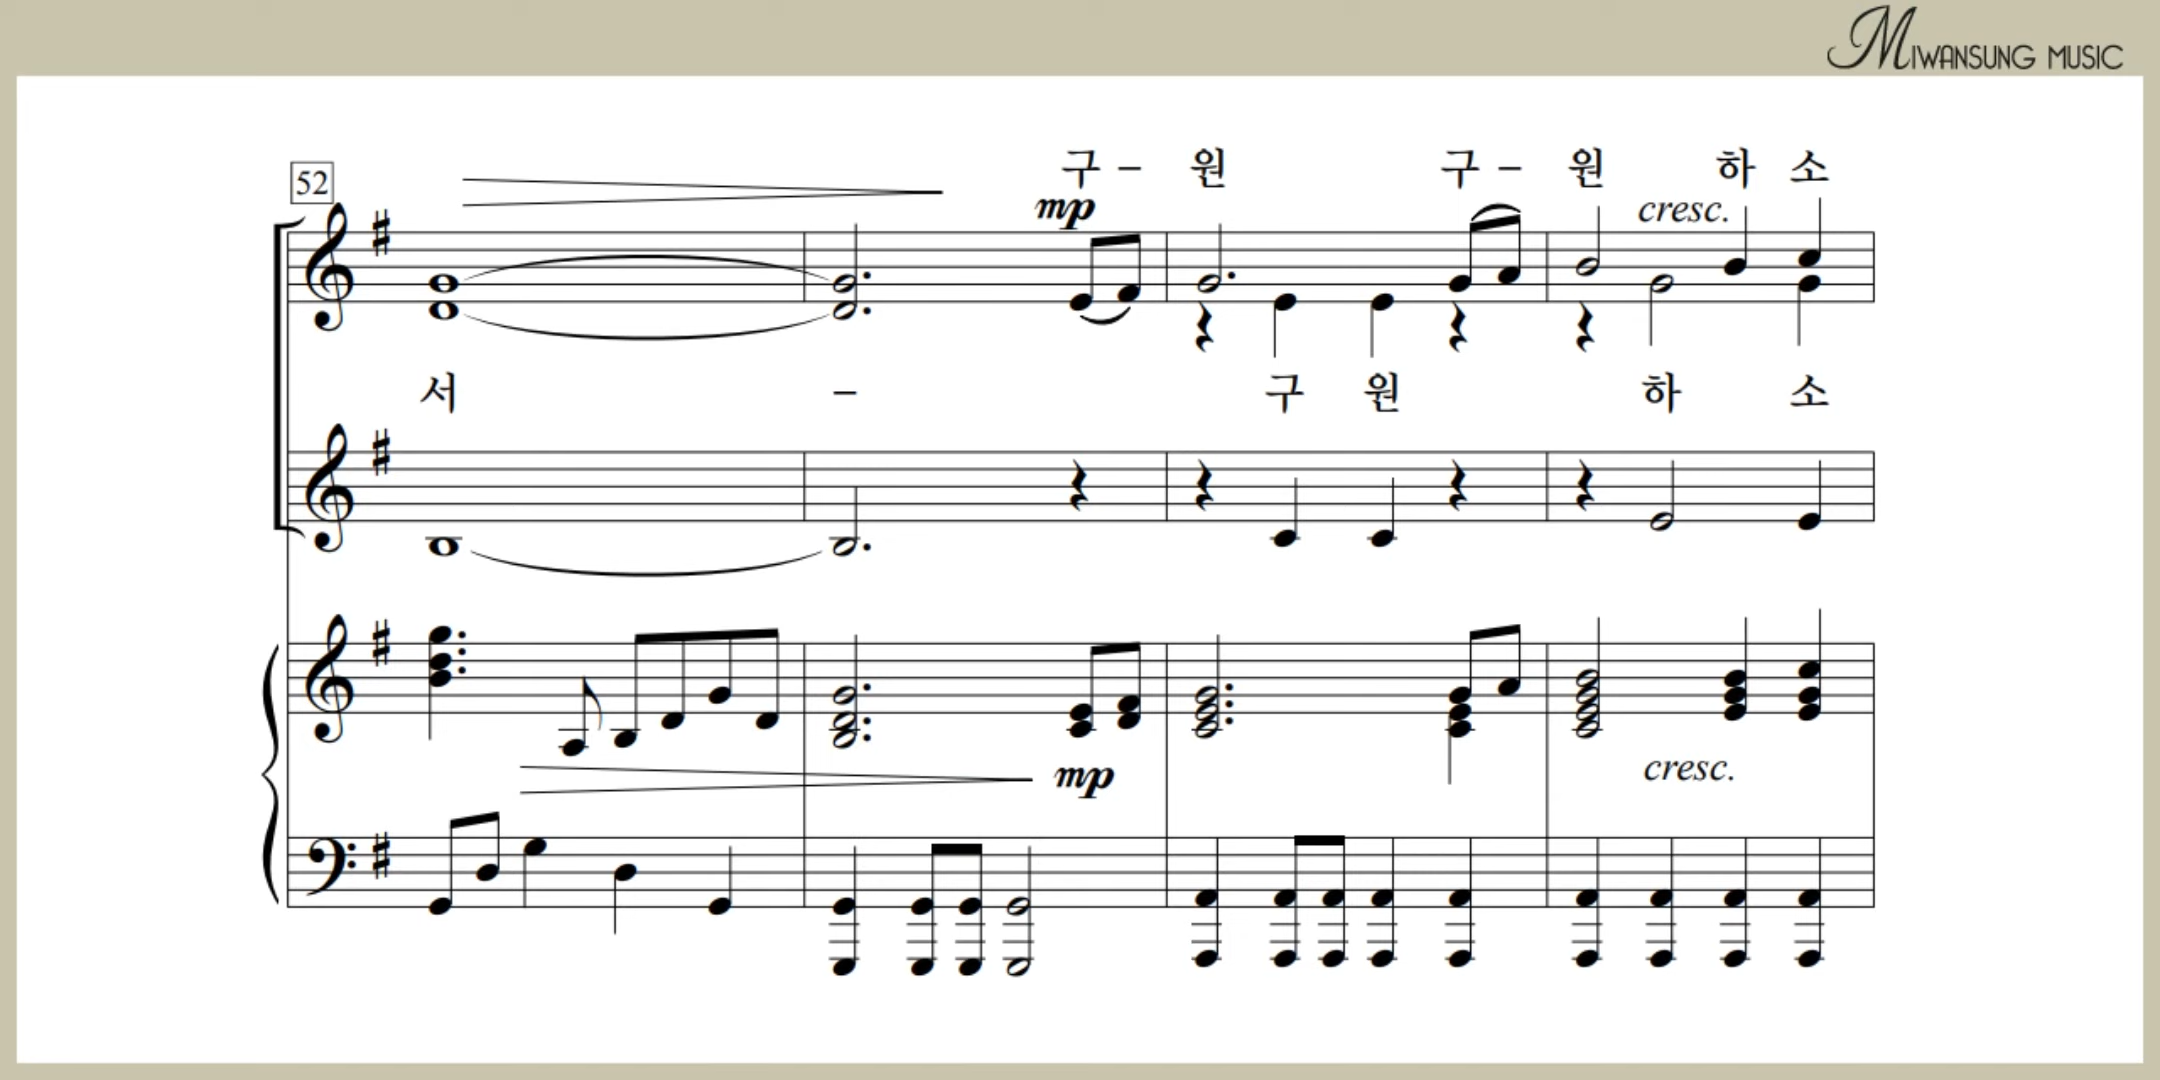 MIWANSUNG MUSIC
구 – 원 구 – 원 하 소
52
mp cresc.
서 – 구 원 하 소
mp cresc.